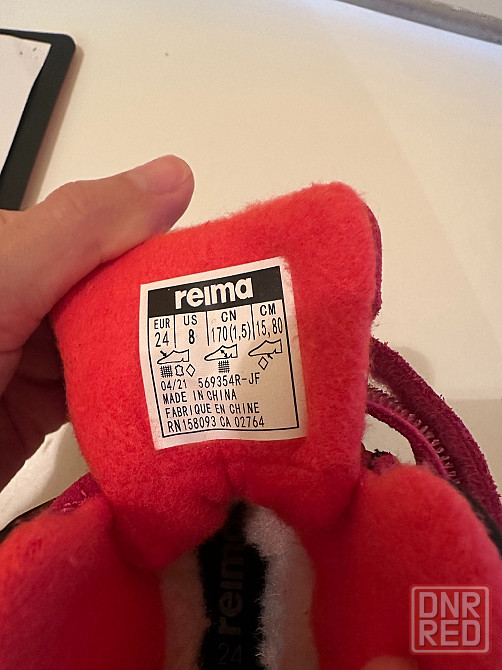 reima
EUR US CN CM
24 8 170(1,5) 15,80
04/21 569354R-JF
MADE IN CHINA
FABRIQUE EN CHINE
RN158093 CA 02764
reima
24
DNR
RED